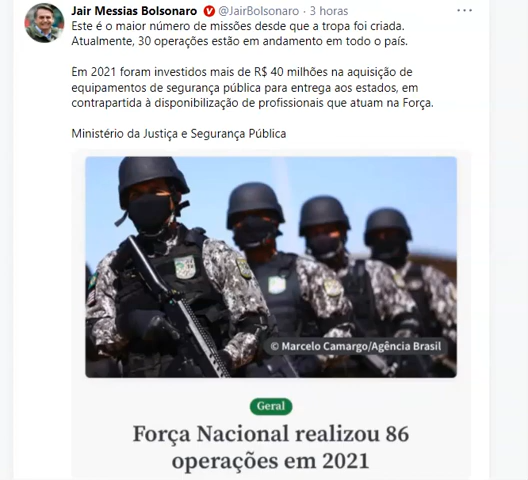 Jair Messias Bolsonaro @JairBolsonaro · 3 horas
Este é o maior número de missões desde que a tropa foi criada.
Atualmente, 30 operações estão em andamento em todo o país.
Em 2021 foram investidos mais de R$ 40 milhões na aquisição de
equipamentos de segurança pública para entrega aos estados, em
contrapartida à disponibilização de profissionais que atuam na Força.
Ministério da Justiça e Segurança Pública
© Marcelo Camargo/Agência Brasil
Geral
Força Nacional realizou 86
operações em 2021